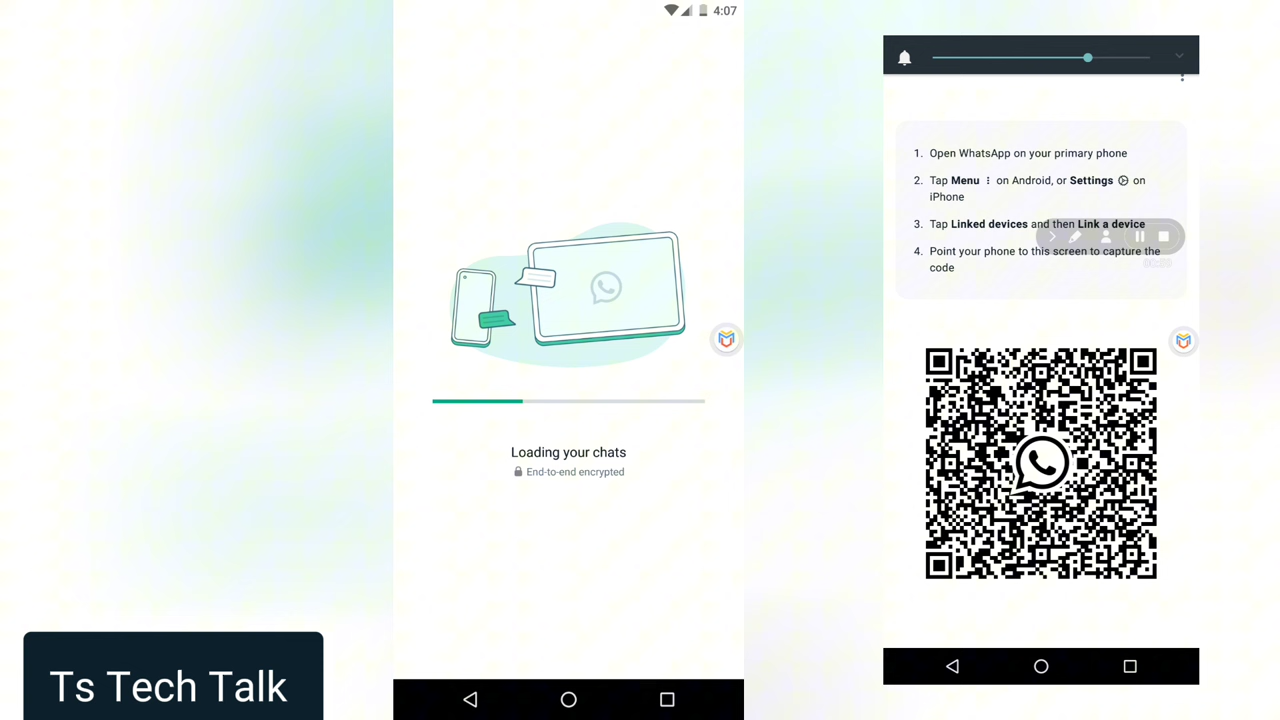 4:07
Loading your chats
End-to-end encrypted
1. Open WhatsApp on your primary phone
2. Tap Menu ⋮ on Android, or Settings on
iPhone
3. Tap Linked devices and then Link a device
4. Point your phone to this screen to capture the
code
Ts Tech Talk